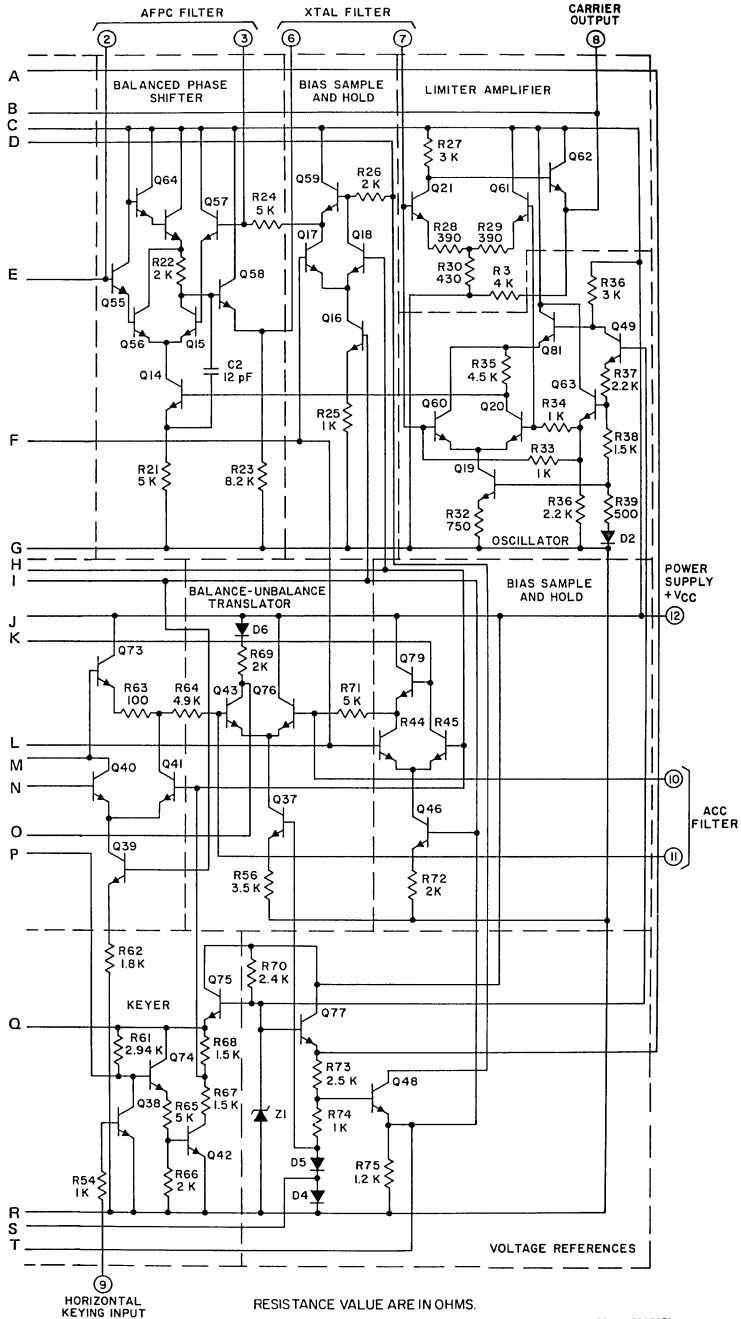 AFPC FILTER
XTAL FILTER
CARRIER
OUTPUT
2
3
6
7
8
A
BALANCED PHASE
SHIFTER
BIAS SAMPLE
AND HOLD
LIMITER AMPLIFIER
B
C
D
Q64
Q57
R24
5 K
Q59
R26
2 K
R27
3 K
Q21
Q61
Q62
Q17
Q18
R28
390
R29
390
R22
2 K
R30
430
R3
4 K
E
Q55
Q58
R36
3 K
Q56
Q15
Q16
Q49
Q81
C2
12 pF
R35
4.5 K
R37
2.2 K
Q14
Q63
Q60
Q20
R34
1 K
R25
1 K
F
R38
1.5 K
R33
1 K
R21
5 K
R23
8.2 K
Q19
R36
2.2 K
R39
500
R32
750
OSCILLATOR
D2
G
H
I
BALANCE-UNBALANCE
TRANSLATOR
BIAS SAMPLE
AND HOLD
POWER
SUPPLY
+VCC
12
J
K
D6
Q73
R69
2K
Q79
R63
100
R64
4.9 K
Q43
Q76
R71
5 K
R44
R45
L
M
N
Q40
Q41
10
Q37
Q46
ACC
FILTER
O
P
Q39
11
R56
3.5 K
R72
2K
R62
1.8K
R70
2.4 K
Q75
KEYER
Q77
Q
R61
2.94 K
Q74
R68
1.5 K
R73
2.5 K
Q48
Q38
R65
5 K
R67
1.5 K
Z1
R74
1 K
Q42
D5
R54
1 K
R66
2 K
R75
1.2 K
D4
R
S
T
VOLTAGE REFERENCES
9
HORIZONTAL
KEYING INPUT
RESISTANCE VALUE ARE IN OHMS.